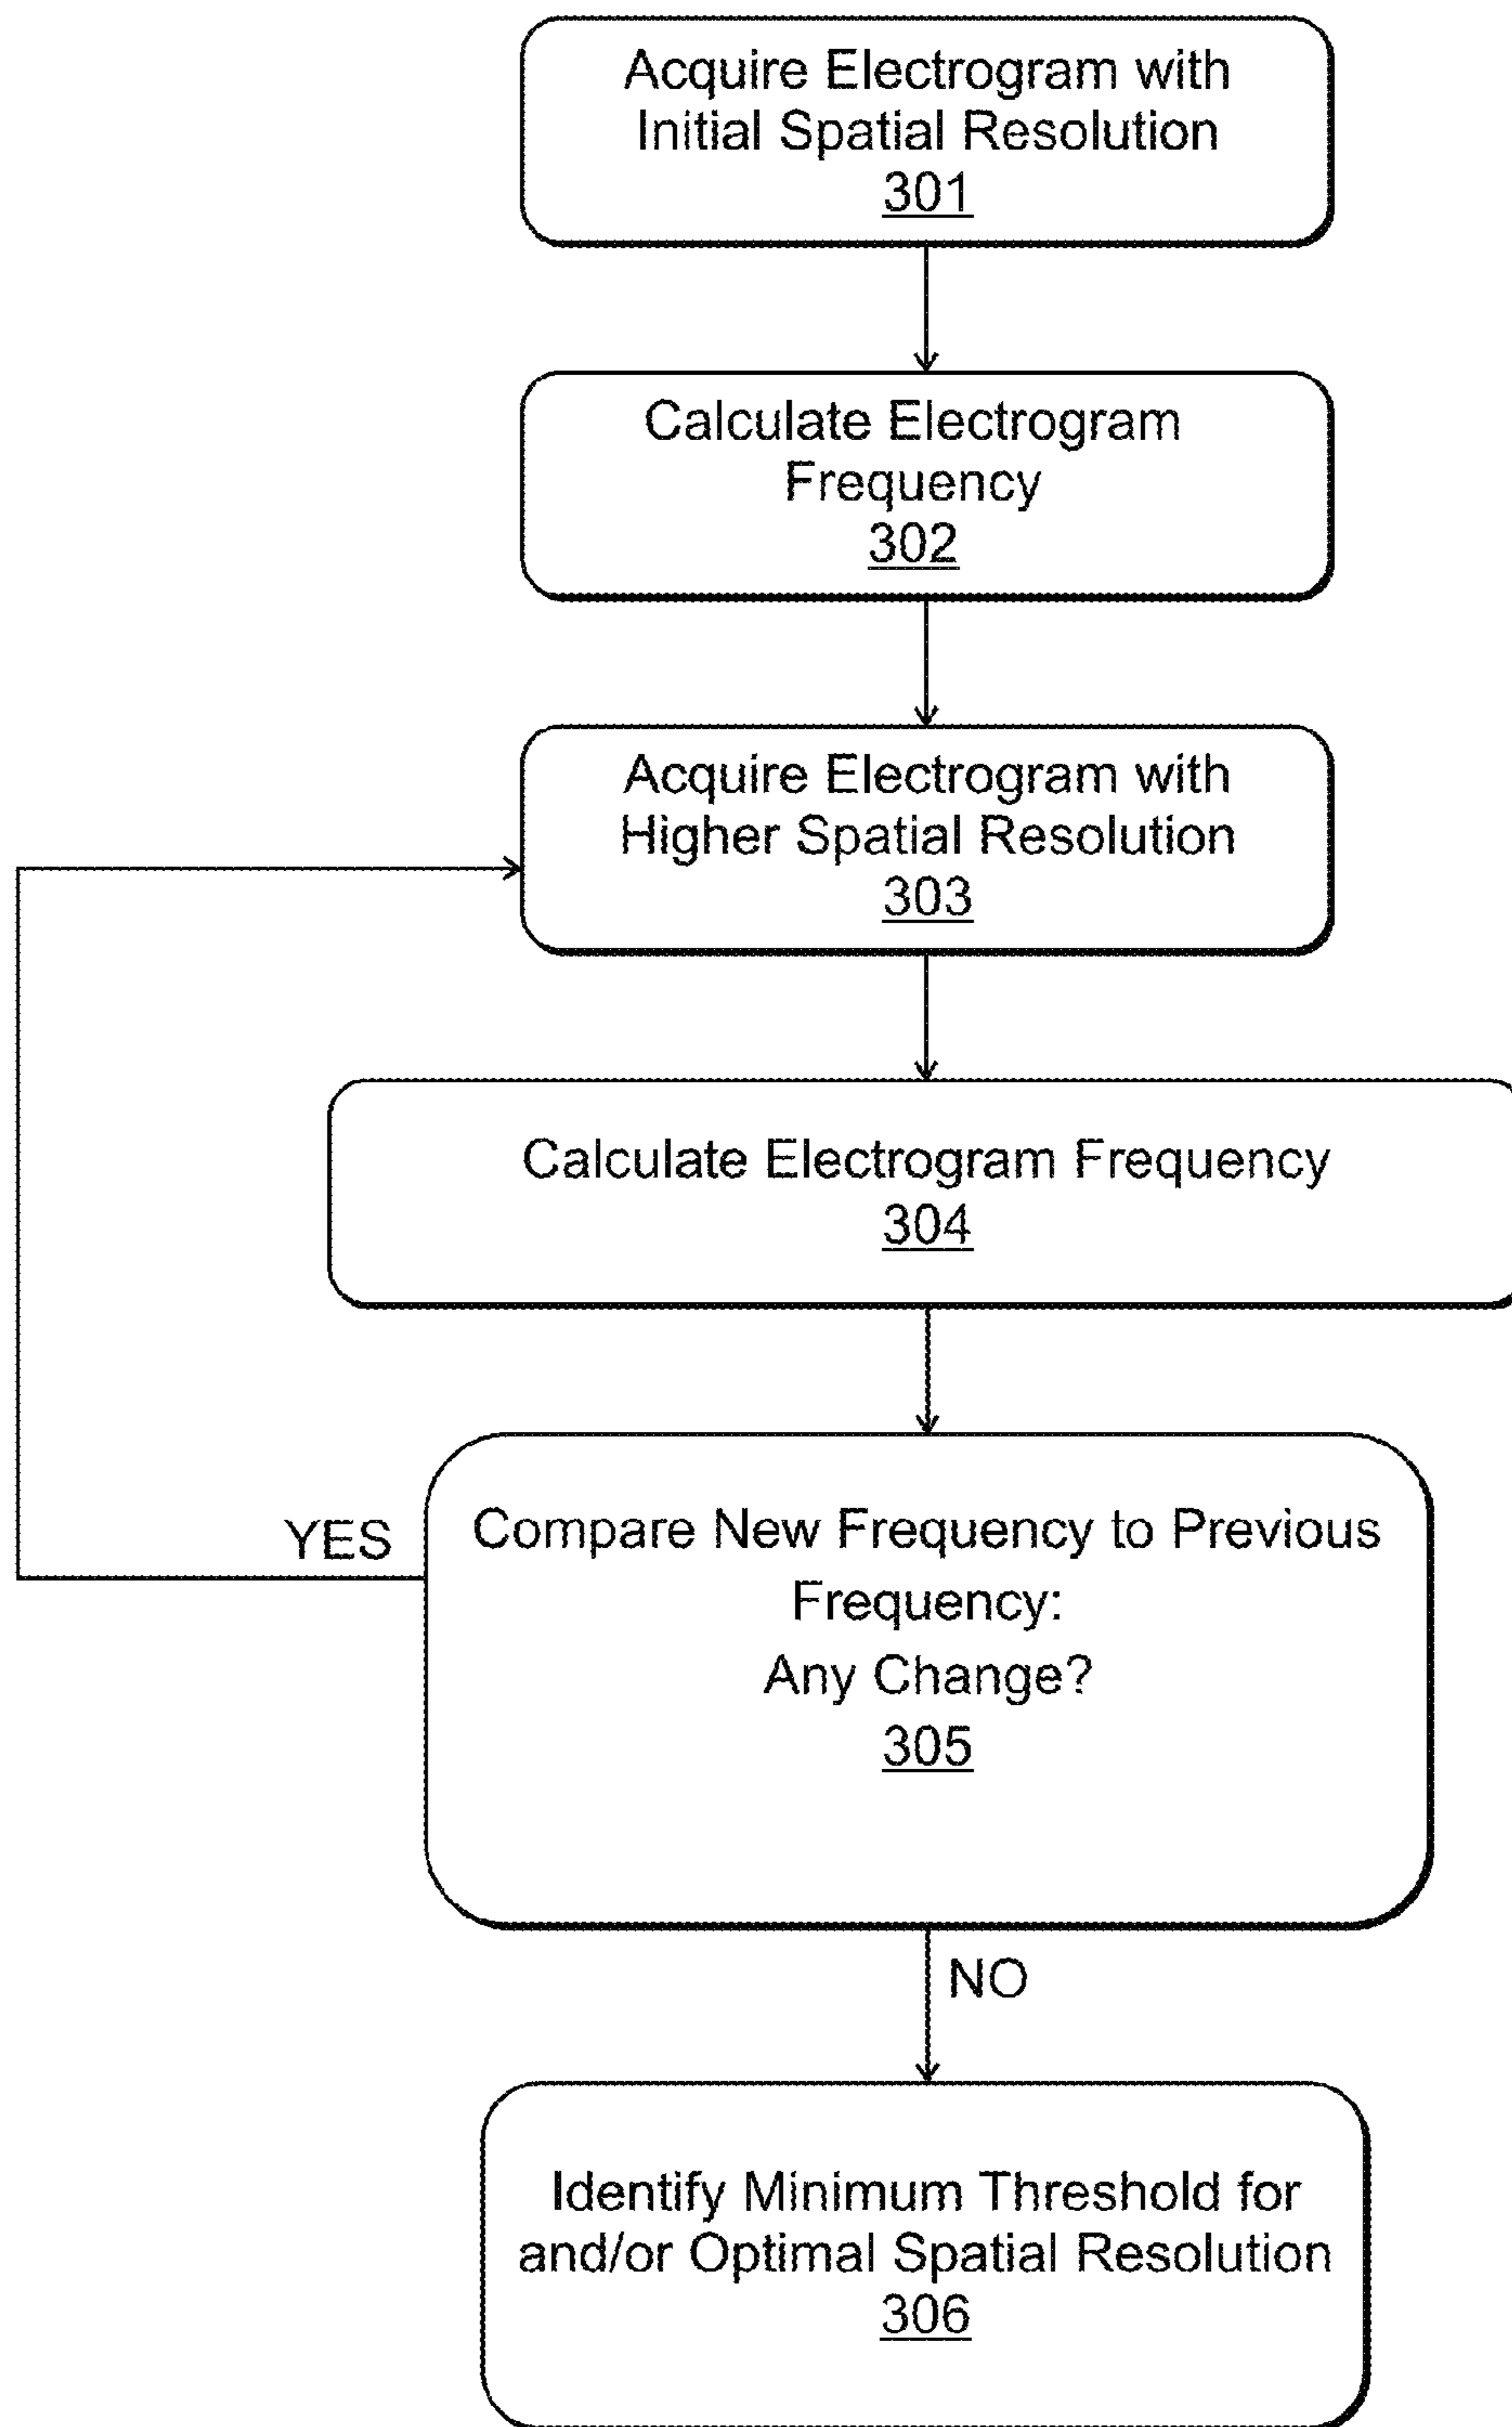 Acquire Electrogram with
Initial Spatial Resolution
301
Calculate Electrogram
Frequency
302
Acquire Electrogram with
Higher Spatial Resolution
303
Calculate Electrogram Frequency
304
YES
Compare New Frequency to Previous
Frequency:
Any Change?
305
NO
Identify Minimum Threshold for
and/or Optimal Spatial Resolution
306